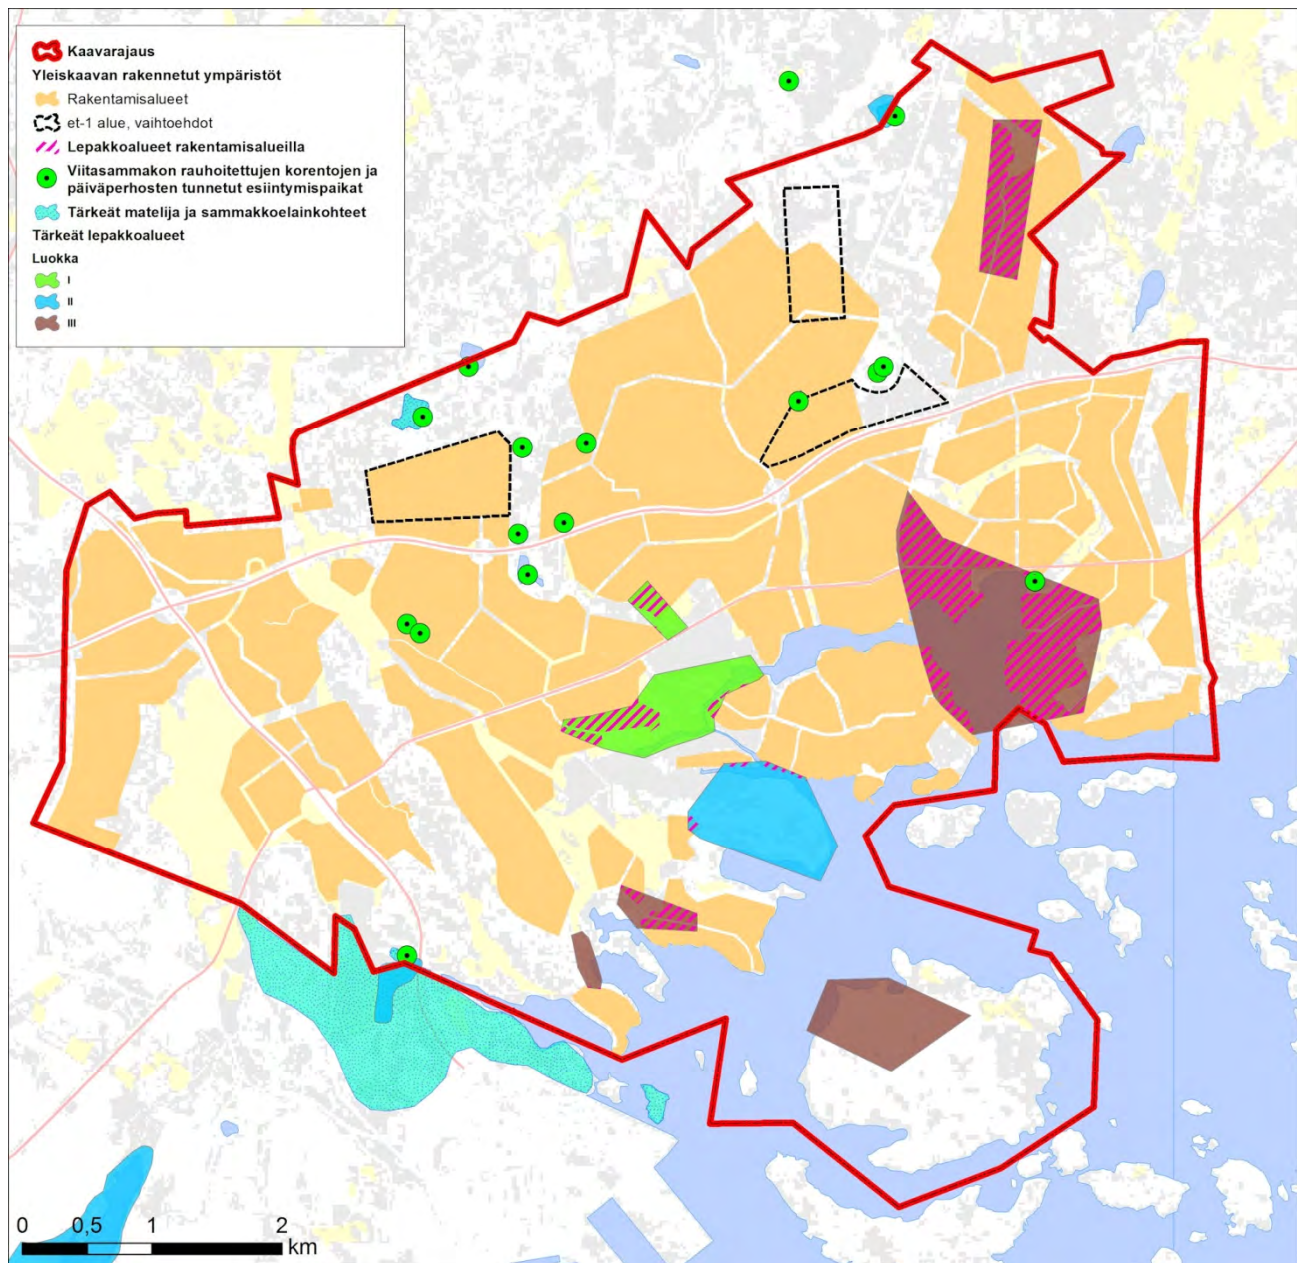 Kaavarajaus
Yleiskaavan rakennetut ympäristöt
Rakentamisalueet
et-1 alue, vaihtoehdot
Lepakkoalueet rakentamisalueilla
Viitasammakon rauhoitettujen korentojen ja
päiväperhosten tunnetut esiintymispaikat
Tärkeät matelija ja sammakkoelainkohteet
Tärkeät lepakkoalueet
Luokka
I
II
III
0 0,5 1 2
km